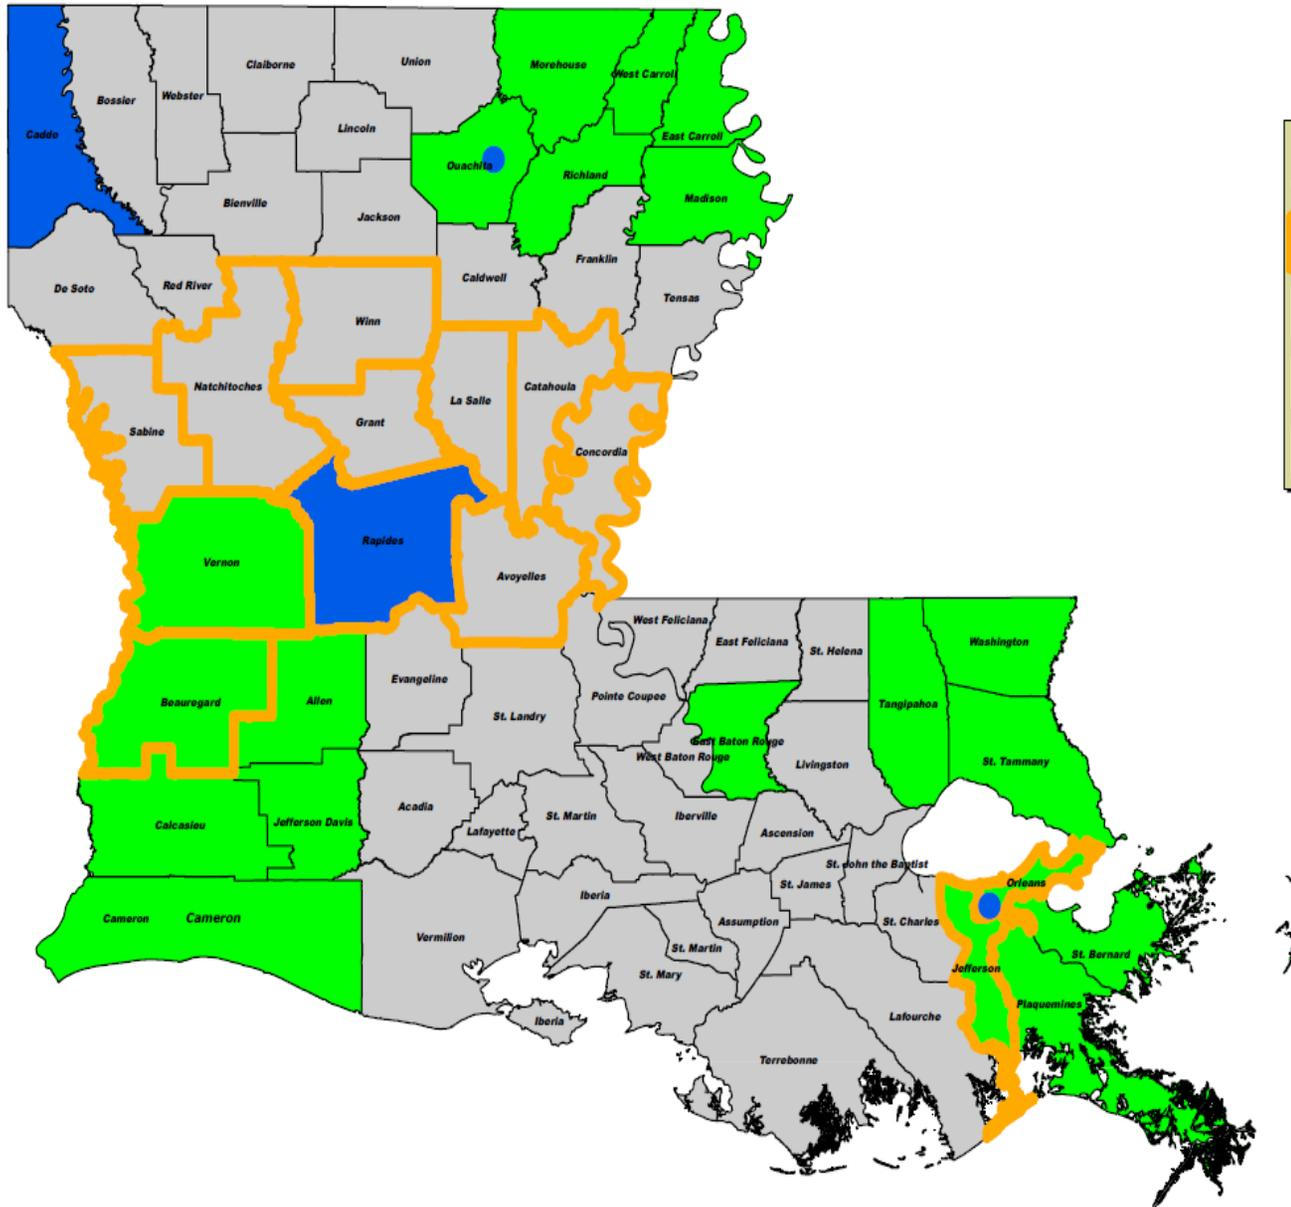 Claiborne
Union
Morehouse
West Carroll
Bossier
Webster
Caddo
Lincoln
East Carroll
Ouachita
Richland
Madison
Bienville
Jackson
Franklin
Caldwell
De Soto
Red River
Tensas
Winn
Natchitoches
Catahoula
La Salle
Grant
Sabine
Concordia
Rapides
Vernon
Avoyelles
West Feliciana
East Feliciana
St. Helena
Washington
Evangeline
Pointe Coupee
Beauregard
Allen
Tangipahoa
St. Landry
East Baton Rouge
West Baton Rouge
Livingston
St. Tammany
Acadia
Calcasieu
Jefferson Davis
Lafayette
St. Martin
Iberville
Ascension
St. John the Baptist
St. James
Orleans
Iberia
Cameron
Cameron
Assumption
St. Charles
Vermilion
St. Martin
St. Bernard
Jefferson
St. Mary
Plaquemines
Lafourche
Iberia
Terrebonne